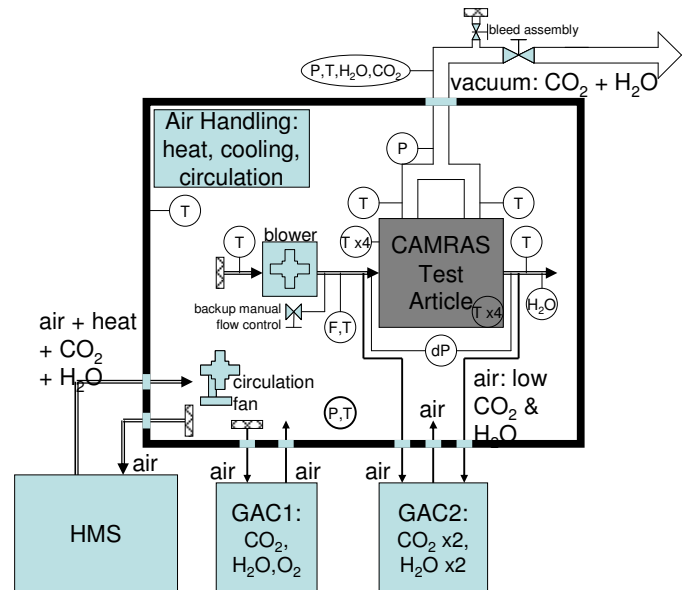 bleed assembly
P,T,H₂O,CO₂
vacuum: CO₂ + H₂O
Air Handling:
heat, cooling,
circulation
P
T
T
T
blower
T
T x4
CAMRAS
Test
Article
T x4
T
H₂O
backup manual
flow control
F,T
dP
air + heat
+ CO₂
+ H₂O
circulation
fan
P,T
air: low
CO₂ &
H₂O
air
air
air
air
air
air
HMS
GAC1:
CO₂,
H₂O,O₂
GAC2:
CO₂ x2,
H₂O x2